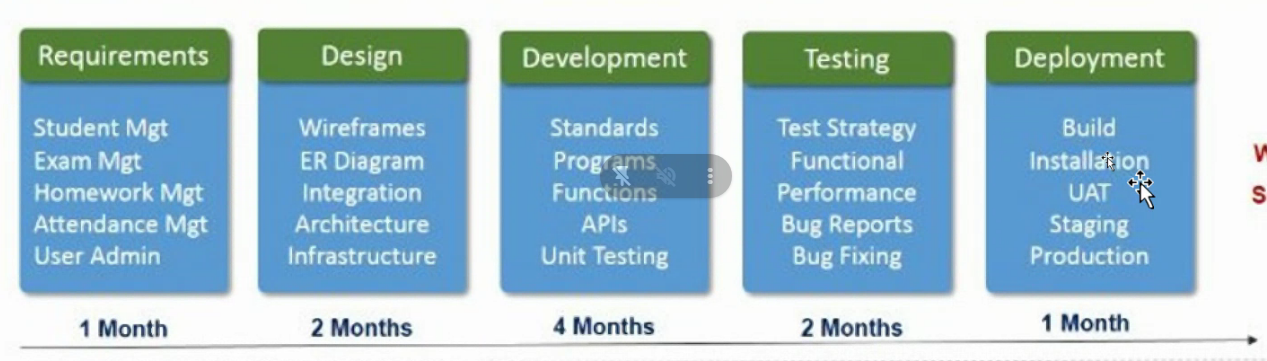 Requirements
Student Mgt
Exam Mgt
Homework Mgt
Attendance Mgt
User Admin
1 Month
Design
Wireframes
ER Diagram
Integration
Architecture
Infrastructure
2 Months
Development
Standards
Programs
Functions
APIs
Unit Testing
4 Months
Testing
Test Strategy
Functional
Performance
Bug Reports
Bug Fixing
2 Months
Deployment
Build
Installation
UAT
Staging
Production
1 Month